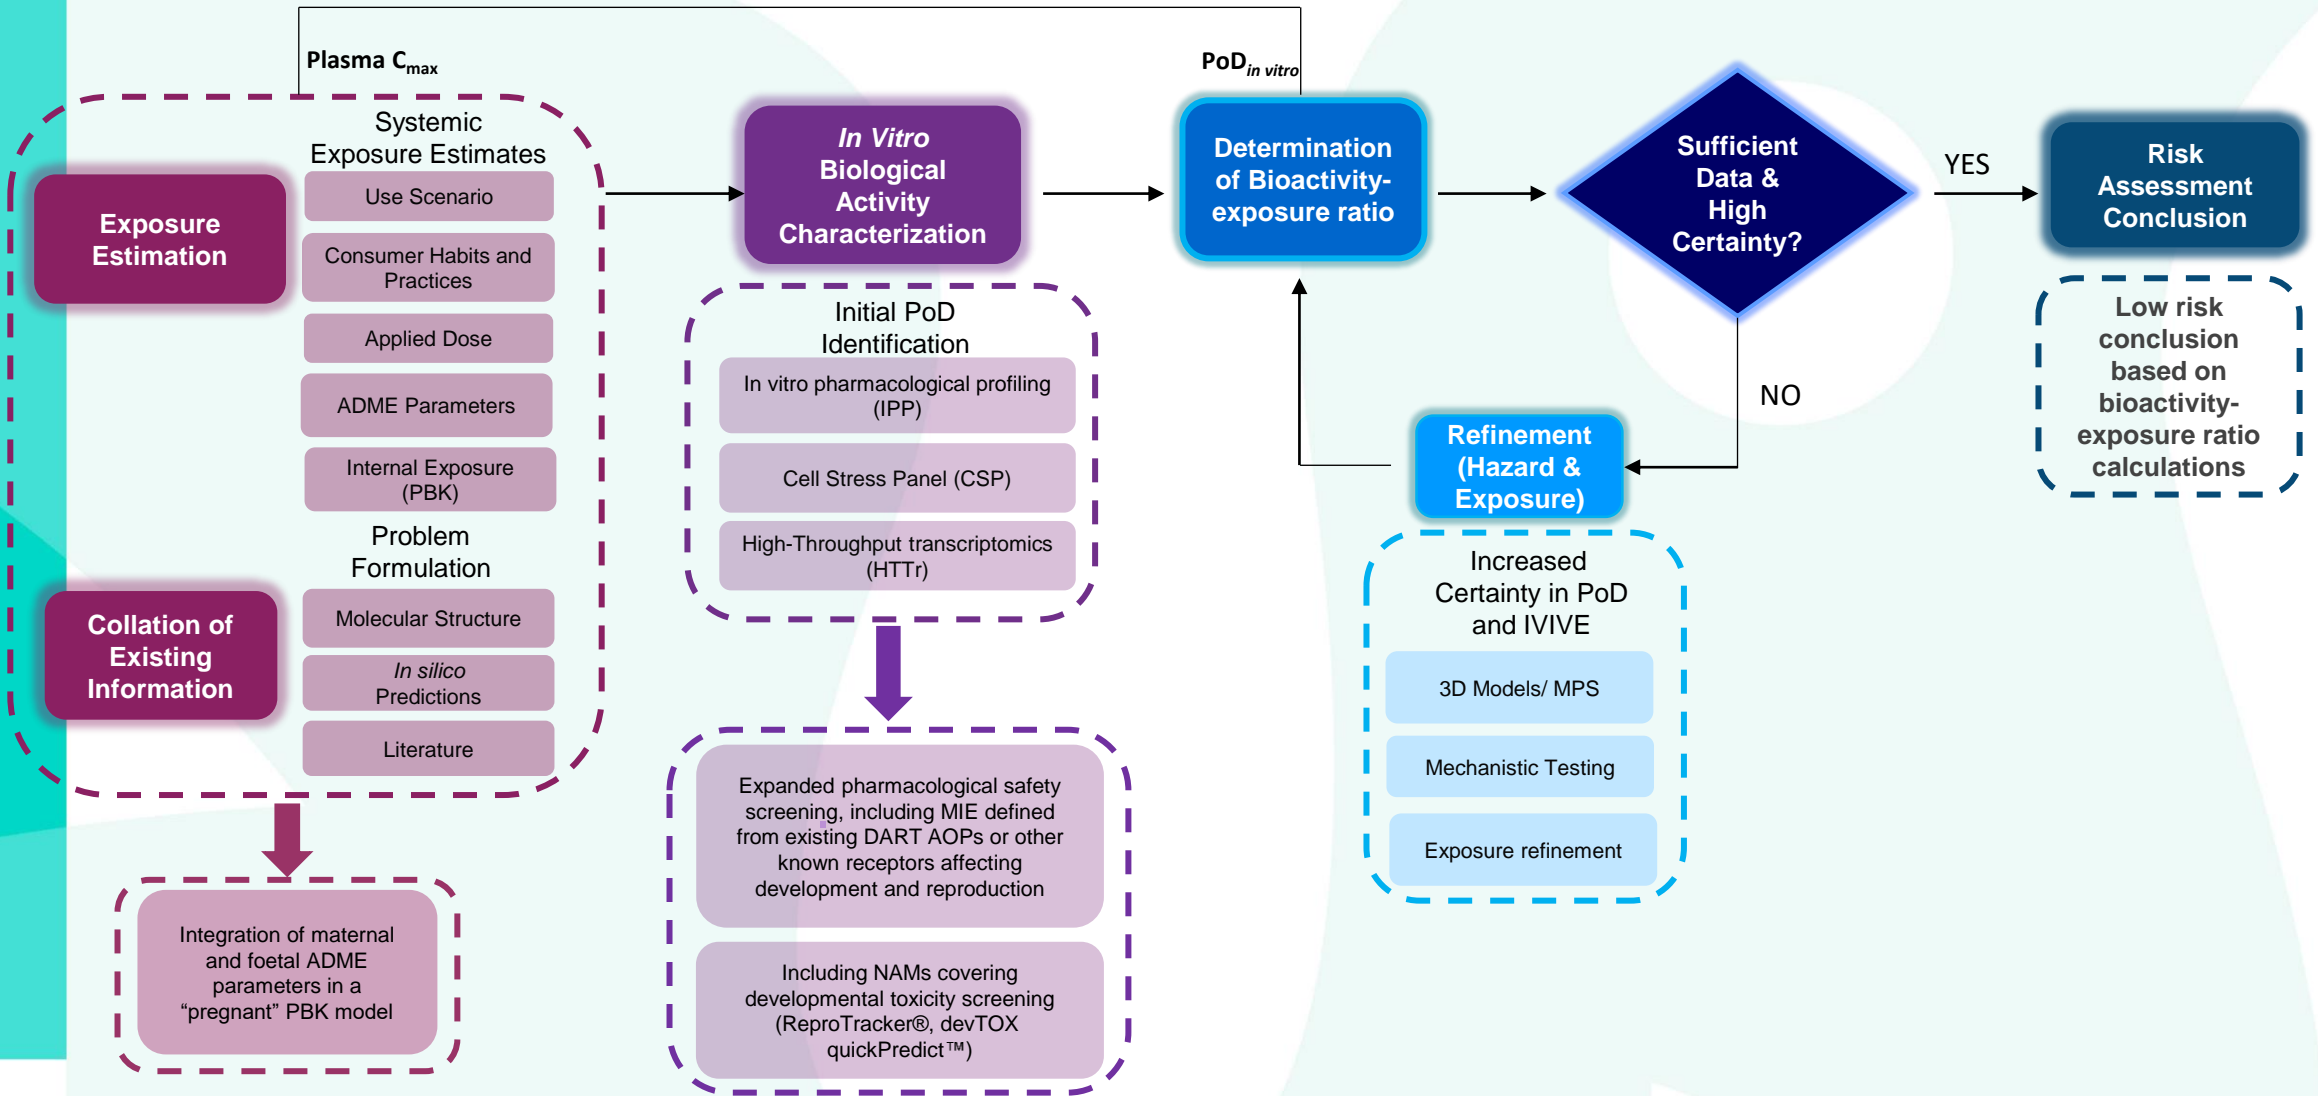 Plasma Cmax
PoDin vitro
Systemic
Exposure Estimates
Exposure
Estimation
Use Scenario
Consumer Habits and
Practices
Applied Dose
ADME Parameters
Internal Exposure
(PBK)
Problem
Formulation
Collation of
Existing
Information
Molecular Structure
In silico
Predictions
Literature
Integration of maternal
and foetal ADME
parameters in a
“pregnant” PBK model
In Vitro
Biological
Activity
Characterization
Initial PoD
Identification
In vitro pharmacological profiling
(IPP)
Cell Stress Panel (CSP)
High-Throughput transcriptomics
(HTTr)
Expanded pharmacological safety
screening, including MIE defined
from existing DART AOPs or other
known receptors affecting
development and reproduction
Including NAMs covering
developmental toxicity screening
(ReproTracker®, devTOX
quickPredict™)
Determination
of Bioactivity-
exposure ratio
Sufficient
Data &
High
Certainty?
YES
NO
Refinement
(Hazard &
Exposure)
Increased
Certainty in PoD
and IVIVE
3D Models/ MPS
Mechanistic Testing
Exposure refinement
Risk
Assessment
Conclusion
Low risk
conclusion
based on
bioactivity-
exposure ratio
calculations